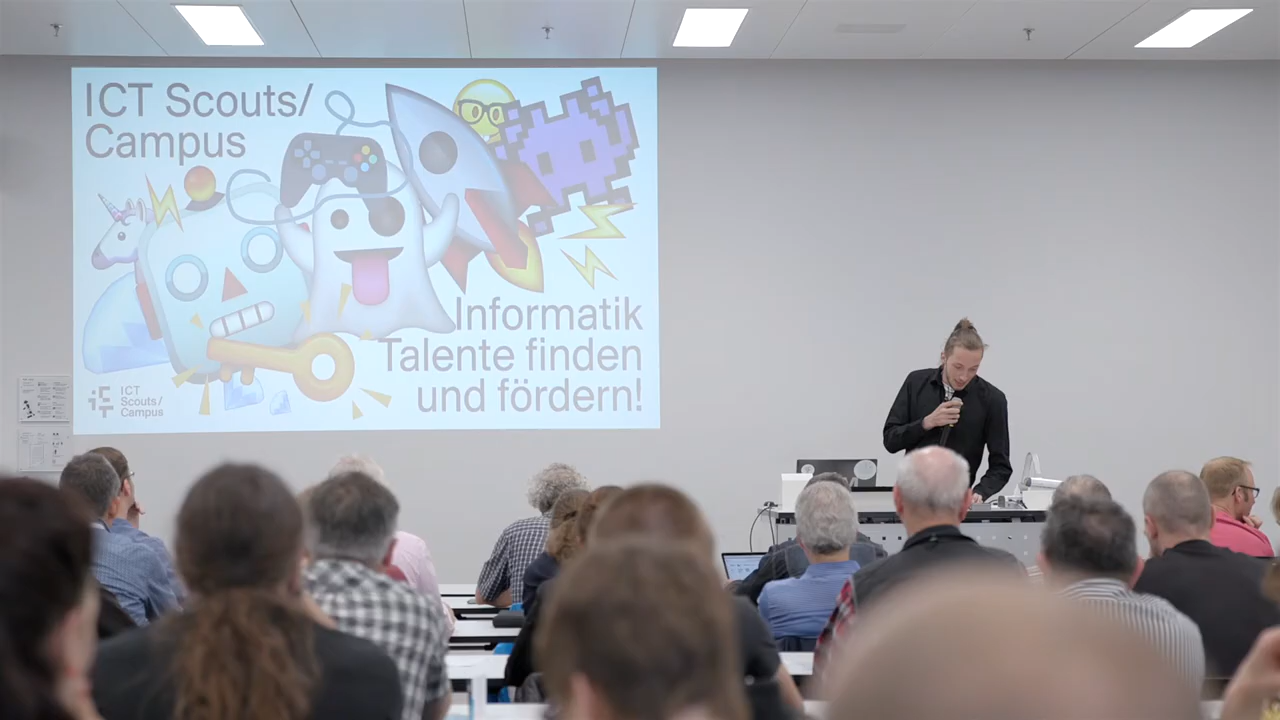 ICT Scouts/
Campus
Informatik
Talente finden
und fördern!
ICT
Scouts/
Campus